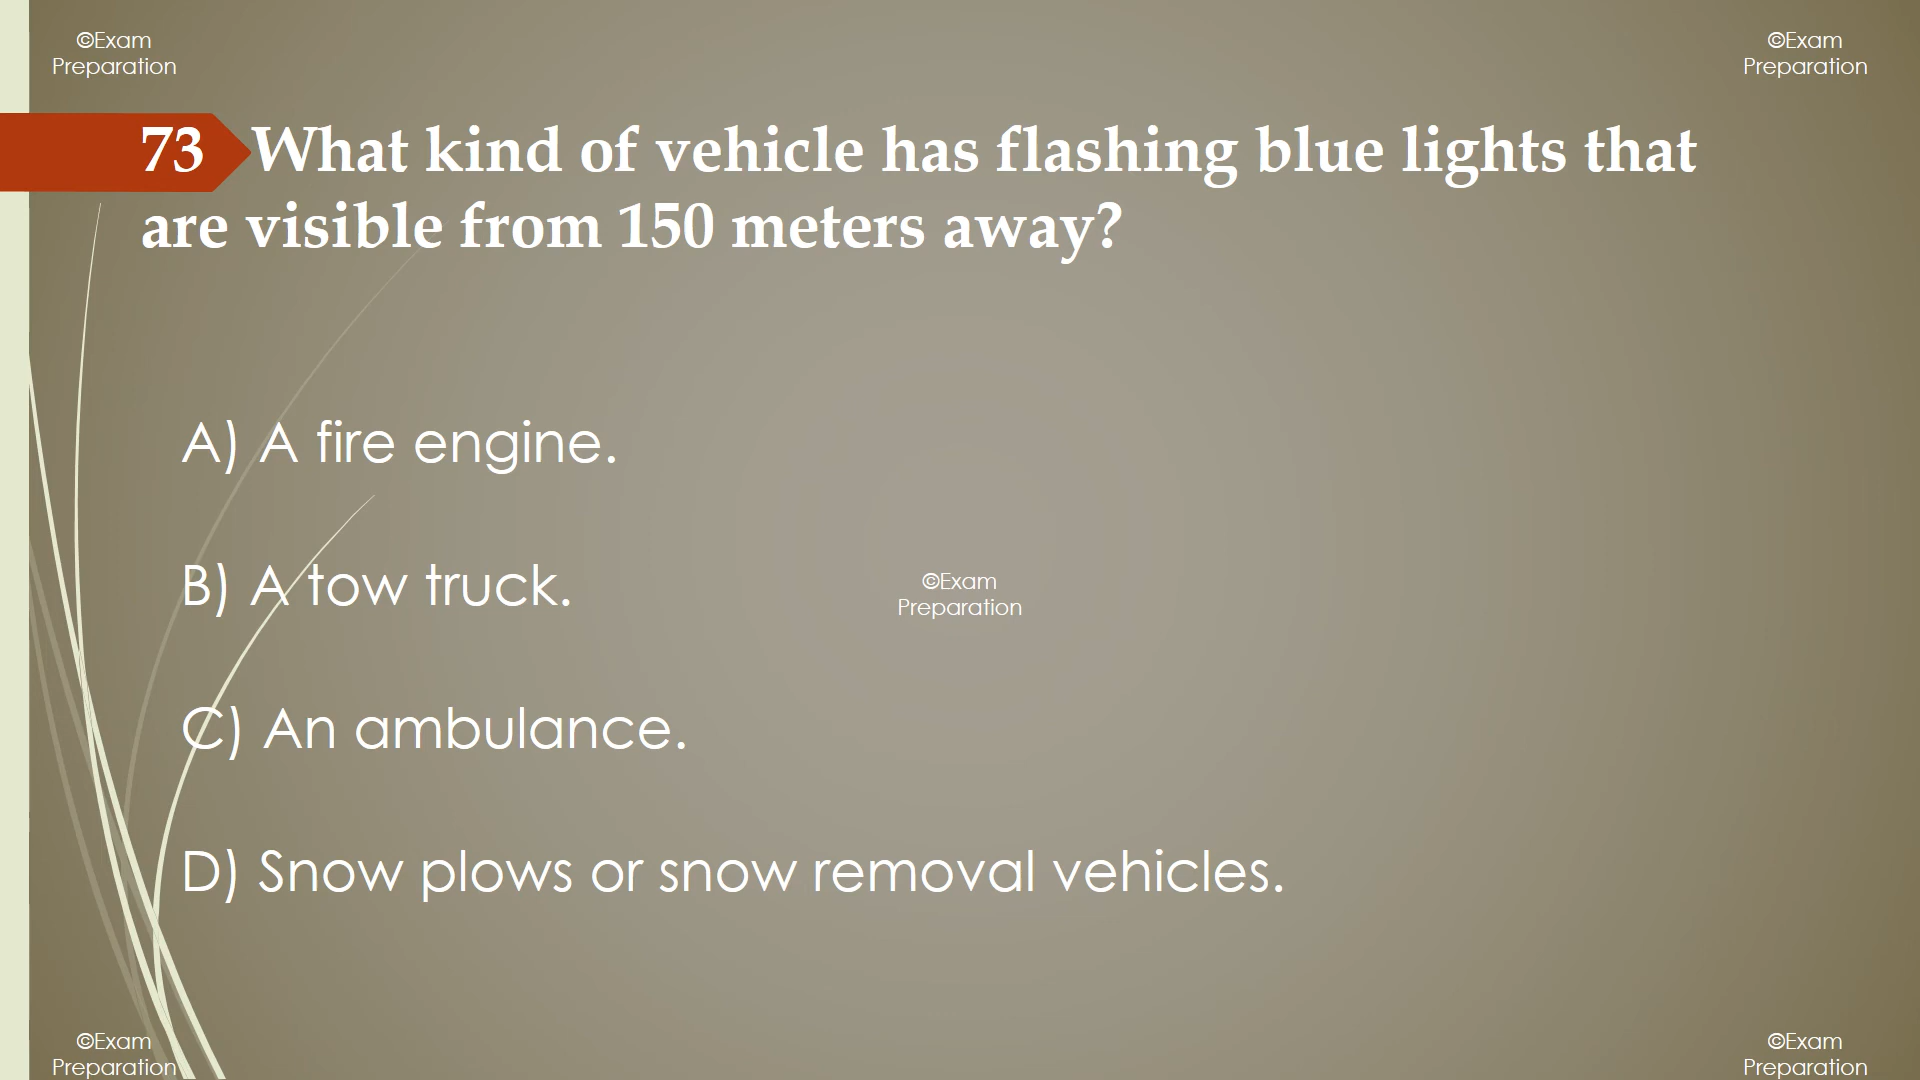 ©Exam
Preparation
©Exam
Preparation
73 What kind of vehicle has flashing blue lights that
are visible from 150 meters away?
A) A fire engine.
B) A tow truck.
©Exam
Preparation
C) An ambulance.
D) Snow plows or snow removal vehicles.
©Exam
Preparation
©Exam
Preparation